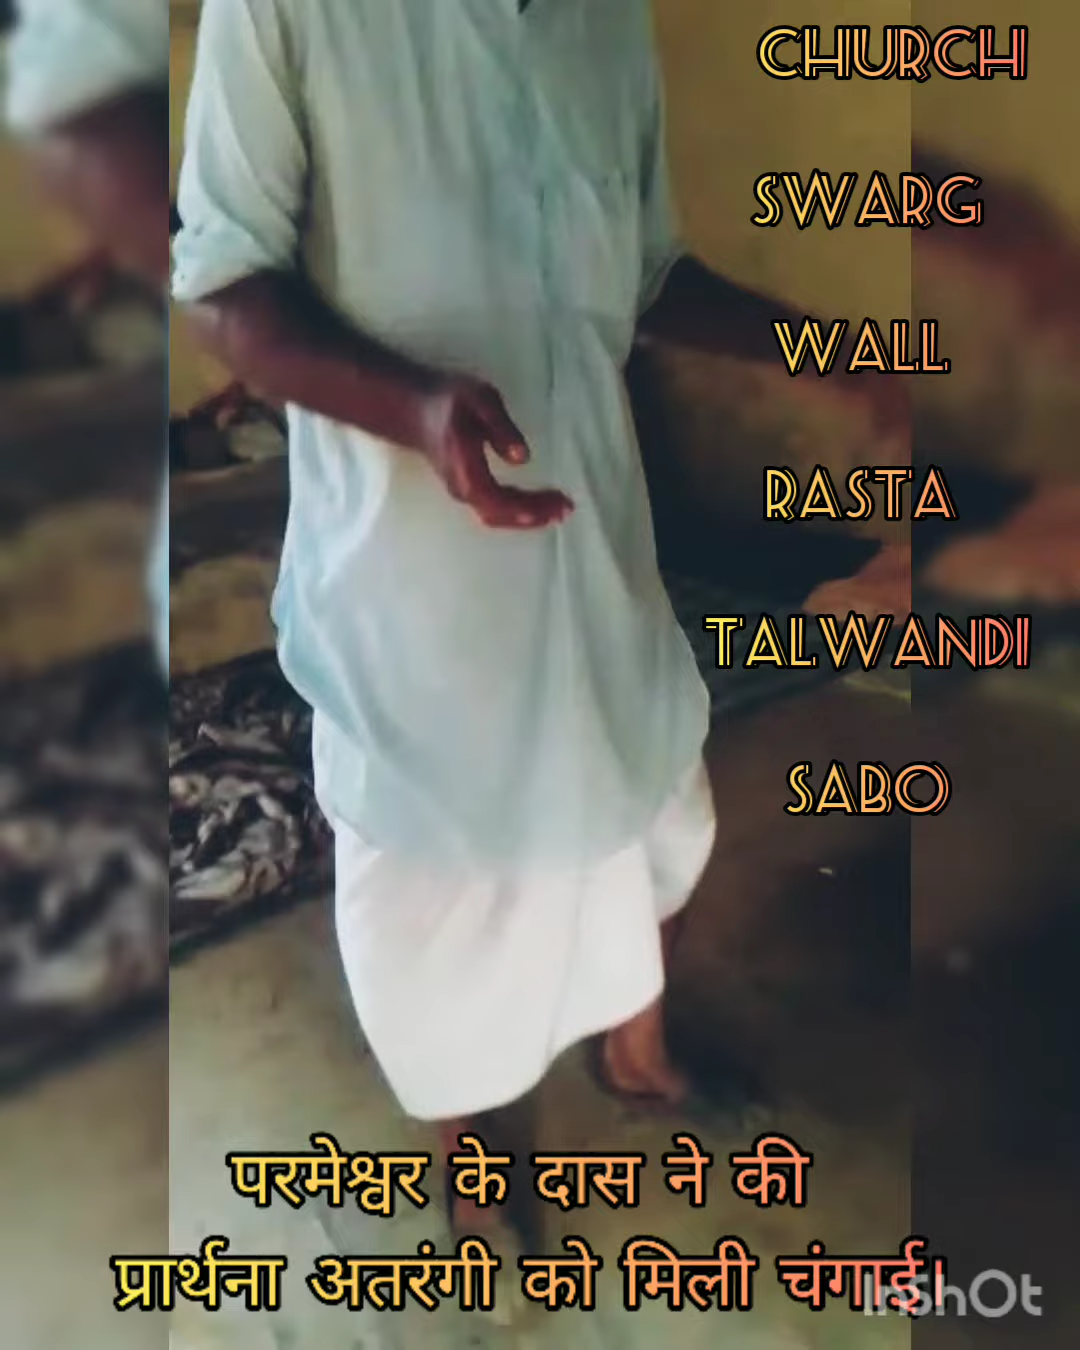 CHURCH
SWARG
WALL
RASTA
TALWANDI
SABO
परमेश्वर के दास ने की
प्रार्थना अतरंगी को मिली चंगाई।
InShOt